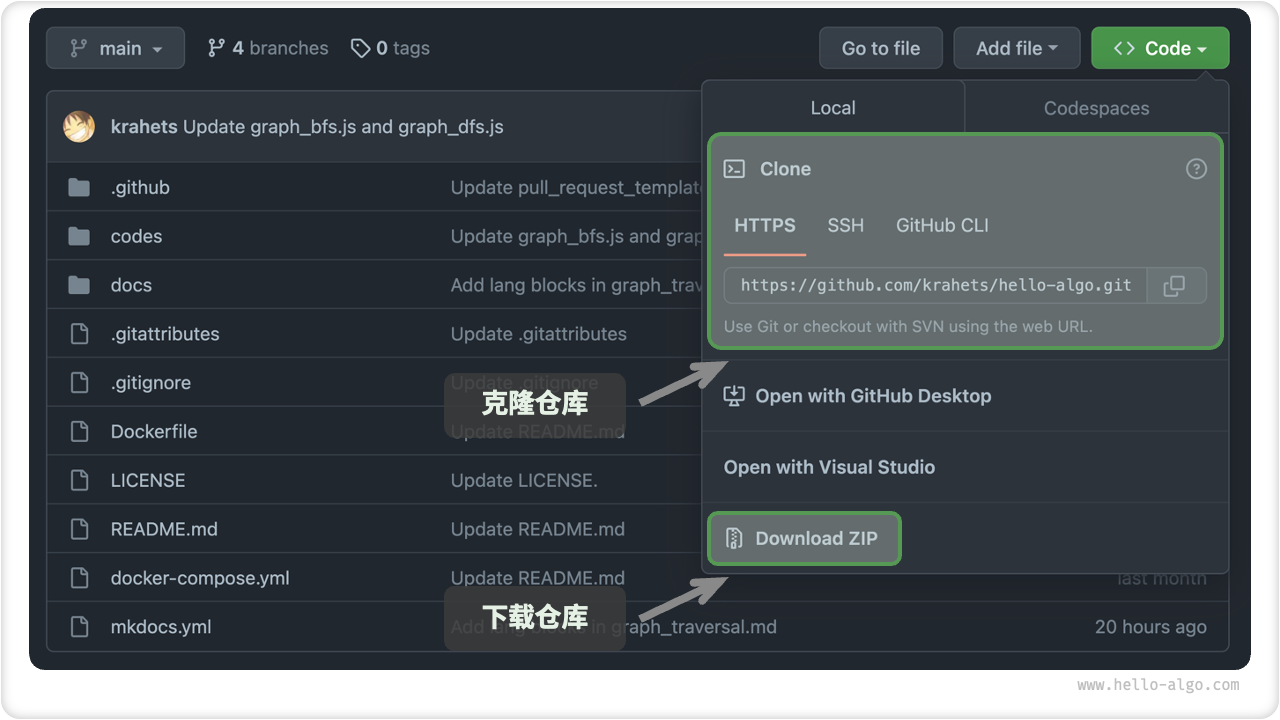 main
4 branches
0 tags
Go to file
Add file
Code
krahets Update graph_bfs.js and graph_dfs.js
.github
Update pull_request_templat
codes
Update graph_bfs.js and grap
docs
Add lang blocks in graph_trav
.gitattributes
Update .gitattributes
.gitignore
Update .gitignore
Dockerfile
Update README.md
LICENSE
Update LICENSE.
README.md
Update README.md
docker-compose.yml
Update README.md
last month
mkdocs.yml
Add lang blocks in graph_traversal.md
20 hours ago
Local
Codespaces
Clone
HTTPS
SSH
GitHub CLI
https://github.com/krahets/hello-algo.git
Use Git or checkout with SVN using the web URL.
Open with GitHub Desktop
Open with Visual Studio
Download ZIP
克隆仓库
下载仓库
www.hello-algo.com